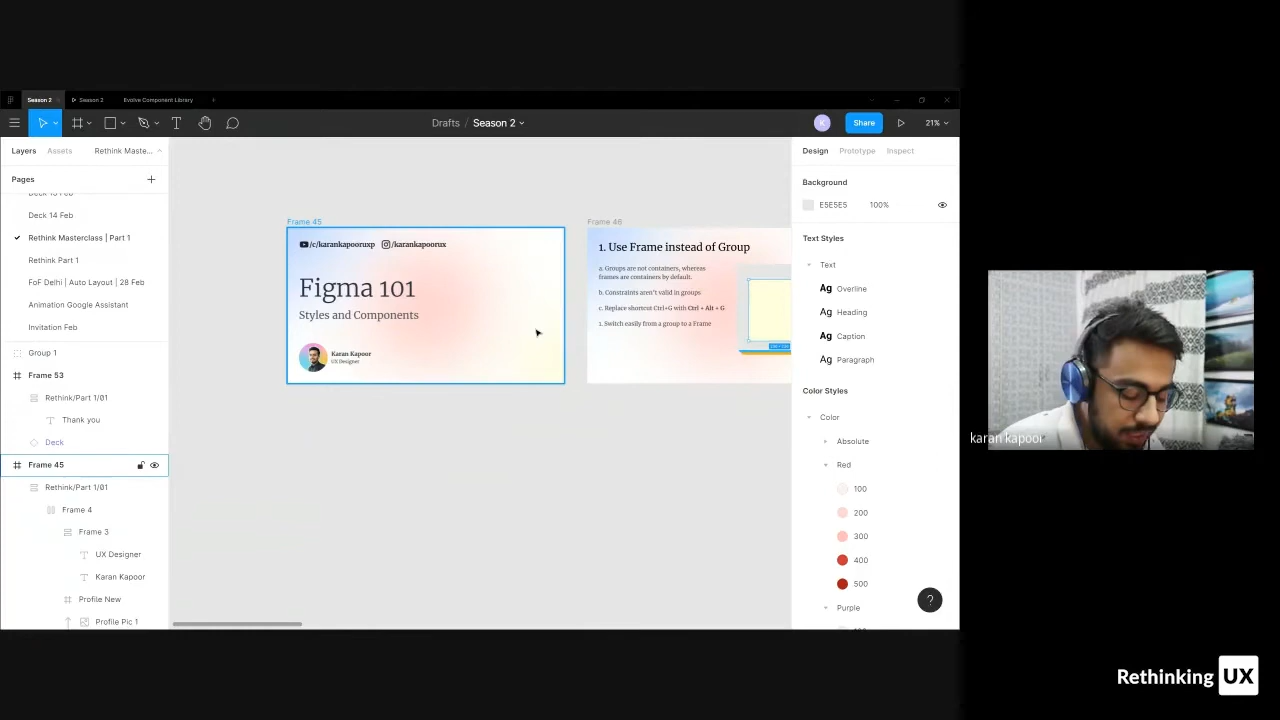 Season 2
Season 2
Evolve Component Library
Drafts / Season 2
Share
21%
Layers
Assets
Rethink Maste...
Pages
Deck 14 Feb
Rethink Masterclass | Part 1
Rethink Part 1
FoF Delhi | Auto Layout | 28 Feb
Animation Google Assistant
Invitation Feb
Group 1
Frame 53
Rethink/Part 1/01
Thank you
Deck
Frame 45
Rethink/Part 1/01
Frame 4
Frame 3
UX Designer
Karan Kapoor
Profile New
Profile Pic 1
Frame 45
/c/karankapooruxp
/karankapoorux
Figma 101
Styles and Components
Karan Kapoor
UX Designer
Frame 46
1. Use Frame instead of Group
a. Groups are not containers, whereas
frames are containers by default.
b. Constraints aren't valid in groups
c. Replace shortcut Ctrl+G with Ctrl + Alt + G
1. Switch easily from a group to a Frame
Design
Prototype
Inspect
Background
E5E5E5
100%
Text Styles
Text
Ag Overline
Ag Heading
Ag Caption
Ag Paragraph
Color Styles
Color
Absolute
Red
100
200
300
400
500
Purple
?
karan kapoor
Rethinking UX